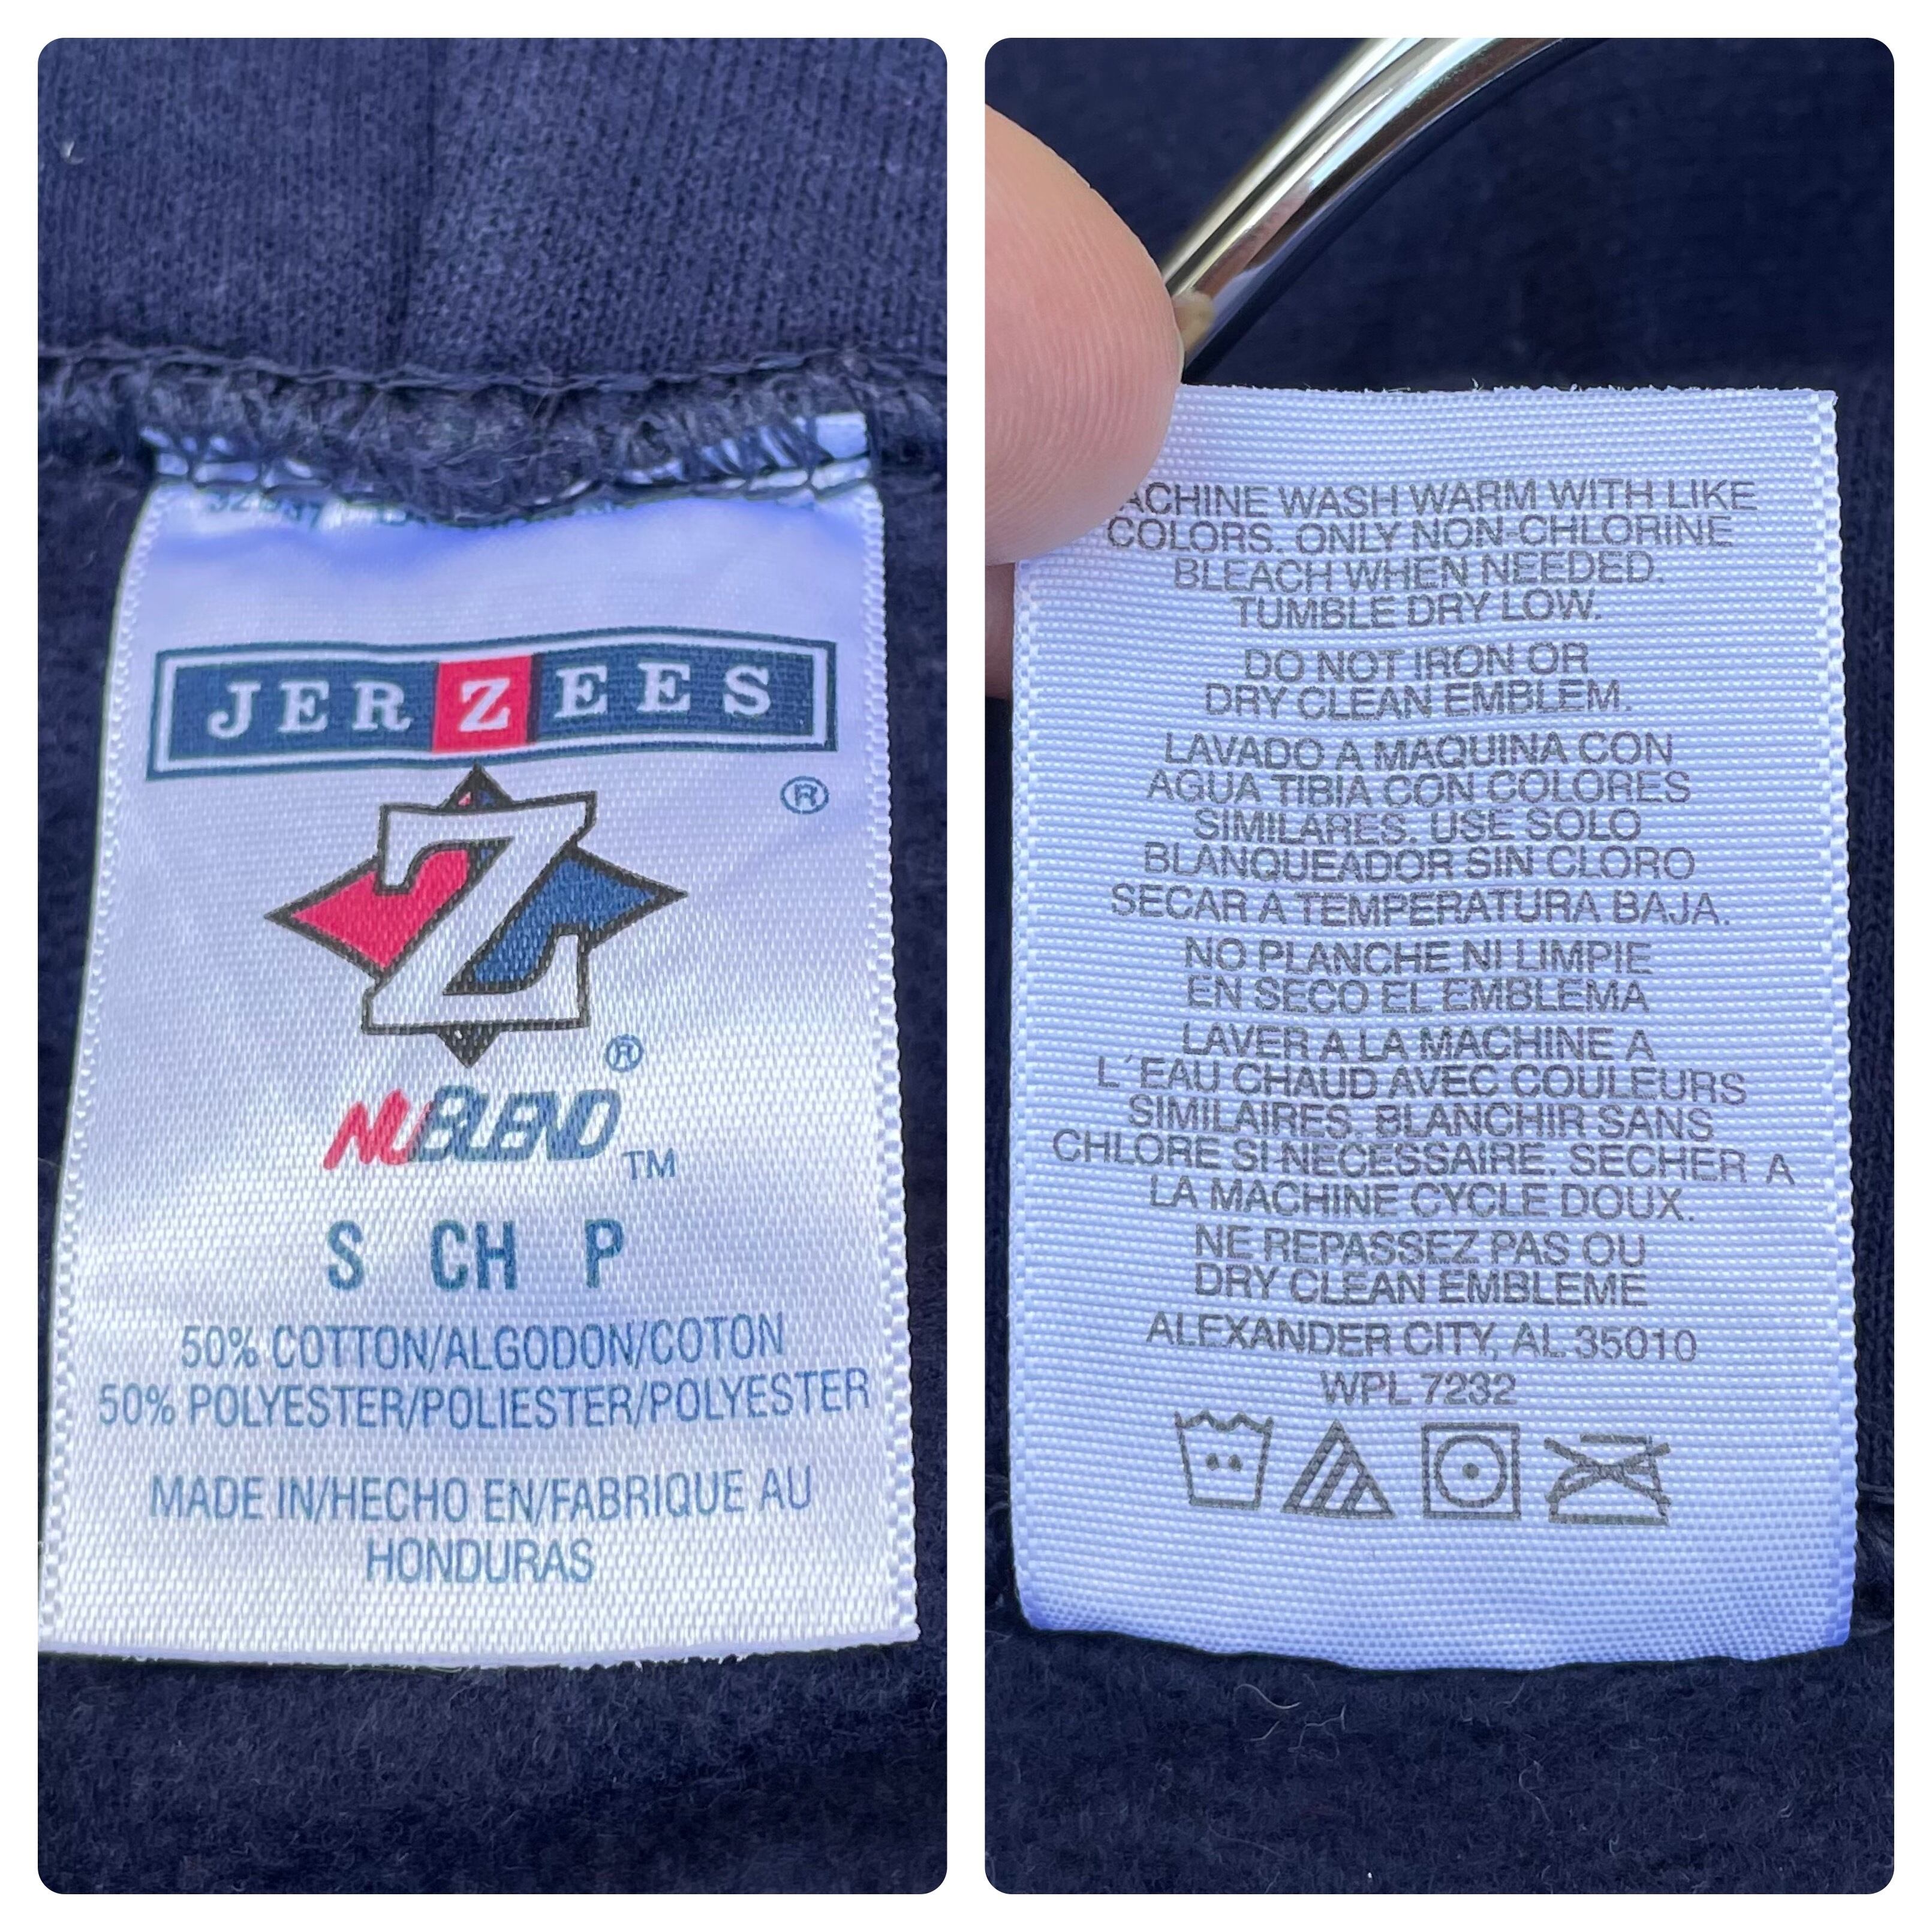 JERZEES
®
Z
®
NUBLEND
TM
S CH P
50% COTTON/ALGODON/COTON
50% POLYESTER/POLIESTER/POLYESTER
MADE IN/HECHO EN/FABRIQUE AU
HONDURAS
ACHINE WASH WARM WITH LIKE
COLORS. ONLY NON-CHLORINE
BLEACH WHEN NEEDED.
TUMBLE DRY LOW.
DO NOT IRON OR
DRY CLEAN EMBLEM.
LAVADO A MAQUINA CON
AGUA TIBIA CON COLORES
SIMILARES. USE SOLO
BLANQUEADOR SIN CLORO
SECAR A TEMPERATURA BAJA.
NO PLANCHE NI LIMPIE
EN SECO EL EMBLEMA
LAVER A LA MACHINE A
L'EAU CHAUD AVEC COULEURS
SIMILAIRES. BLANCHIR SANS
CHLORE SI NECESSAIRE. SECHER A
LA MACHINE CYCLE DOUX.
NE REPASSEZ PAS OU
DRY CLEAN EMBLEME
ALEXANDER CITY, AL 35010
WPL 7232